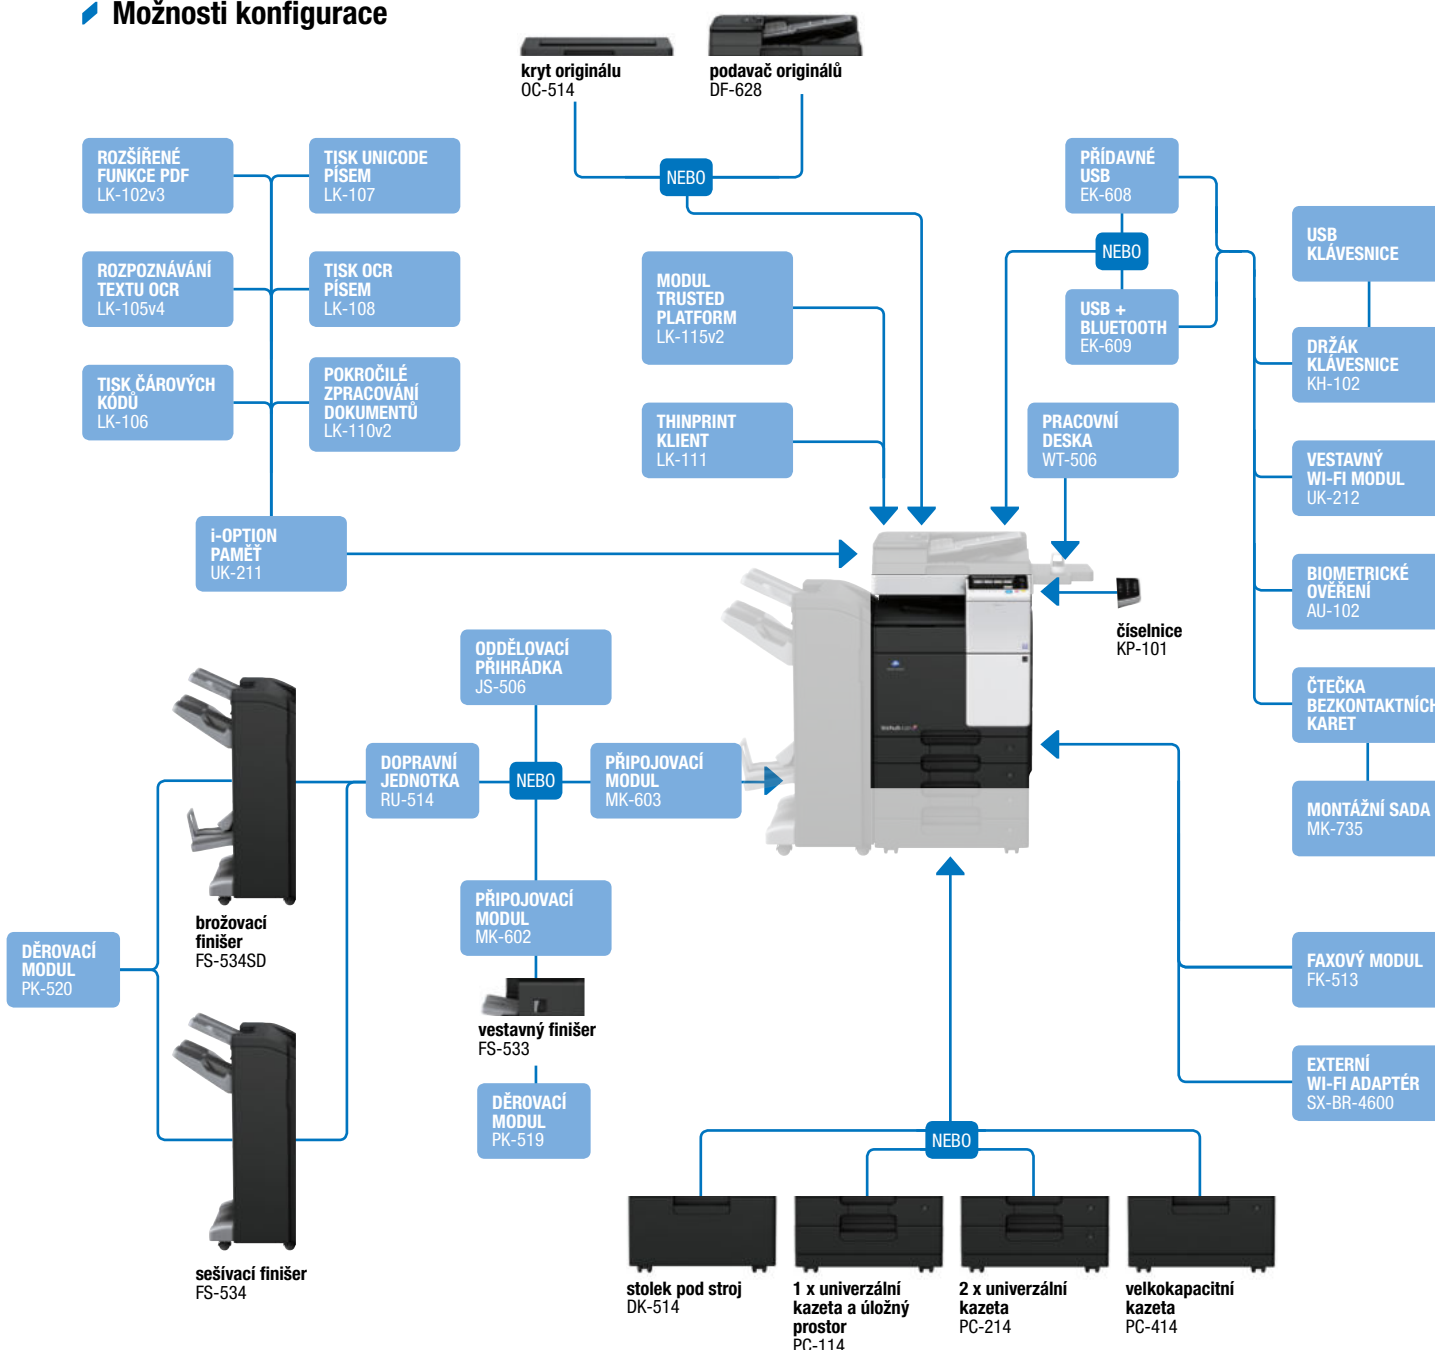 Možnosti konfigurace
kryt originálu
OC-514
podavač originálů
DF-628
NEBO
ROZŠÍŘENÉ
FUNKCE PDF
LK-102v3
TISK UNICODE
PÍSEM
LK-107
ROZPOZNÁVÁNÍ
TEXTU OCR
LK-105v4
TISK OCR
PÍSEM
LK-108
TISK ČÁROVÝCH
KÓDŮ
LK-106
POKROČILÉ
ZPRACOVÁNÍ
DOKUMENTŮ
LK-110v2
i-OPTION
PAMĚŤ
UK-211
MODUL
TRUSTED
PLATFORM
LK-115v2
THINPRINT
KLIENT
LK-111
PŘÍDAVNÉ
USB
EK-608
NEBO
USB +
BLUETOOTH
EK-609
PRACOVNÍ
DESKA
WT-506
USB
KLÁVESNICE
DRŽÁK
KLÁVESNICE
KH-102
VESTAVNÝ
WI-FI MODUL
UK-212
BIOMETRICKÉ
OVĚŘENÍ
AU-102
ČTEČKA
BEZKONTAKTNÍCH
KARET
MONTÁŽNÍ SADA
MK-735
číselnice
KP-101
FAXOVÝ MODUL
FK-513
EXTERNÍ
WI-FI ADAPTÉR
SX-BR-4600
ODDĚLOVACÍ
PŘIHRÁDKA
JS-506
DOPRAVNÍ
JEDNOTKA
RU-514
NEBO
PŘIPOJOVACÍ
MODUL
MK-603
PŘIPOJOVACÍ
MODUL
MK-602
vestavný finišer
FS-533
DĚROVACÍ
MODUL
PK-519
brožovací
finišer
FS-534SD
DĚROVACÍ
MODUL
PK-520
sešívací finišer
FS-534
NEBO
stolek pod stroj
DK-514
1 x univerzální
kazeta a úložný
prostor
PC-114
2 x univerzální
kazeta
PC-214
velkokapacitní
kazeta
PC-414